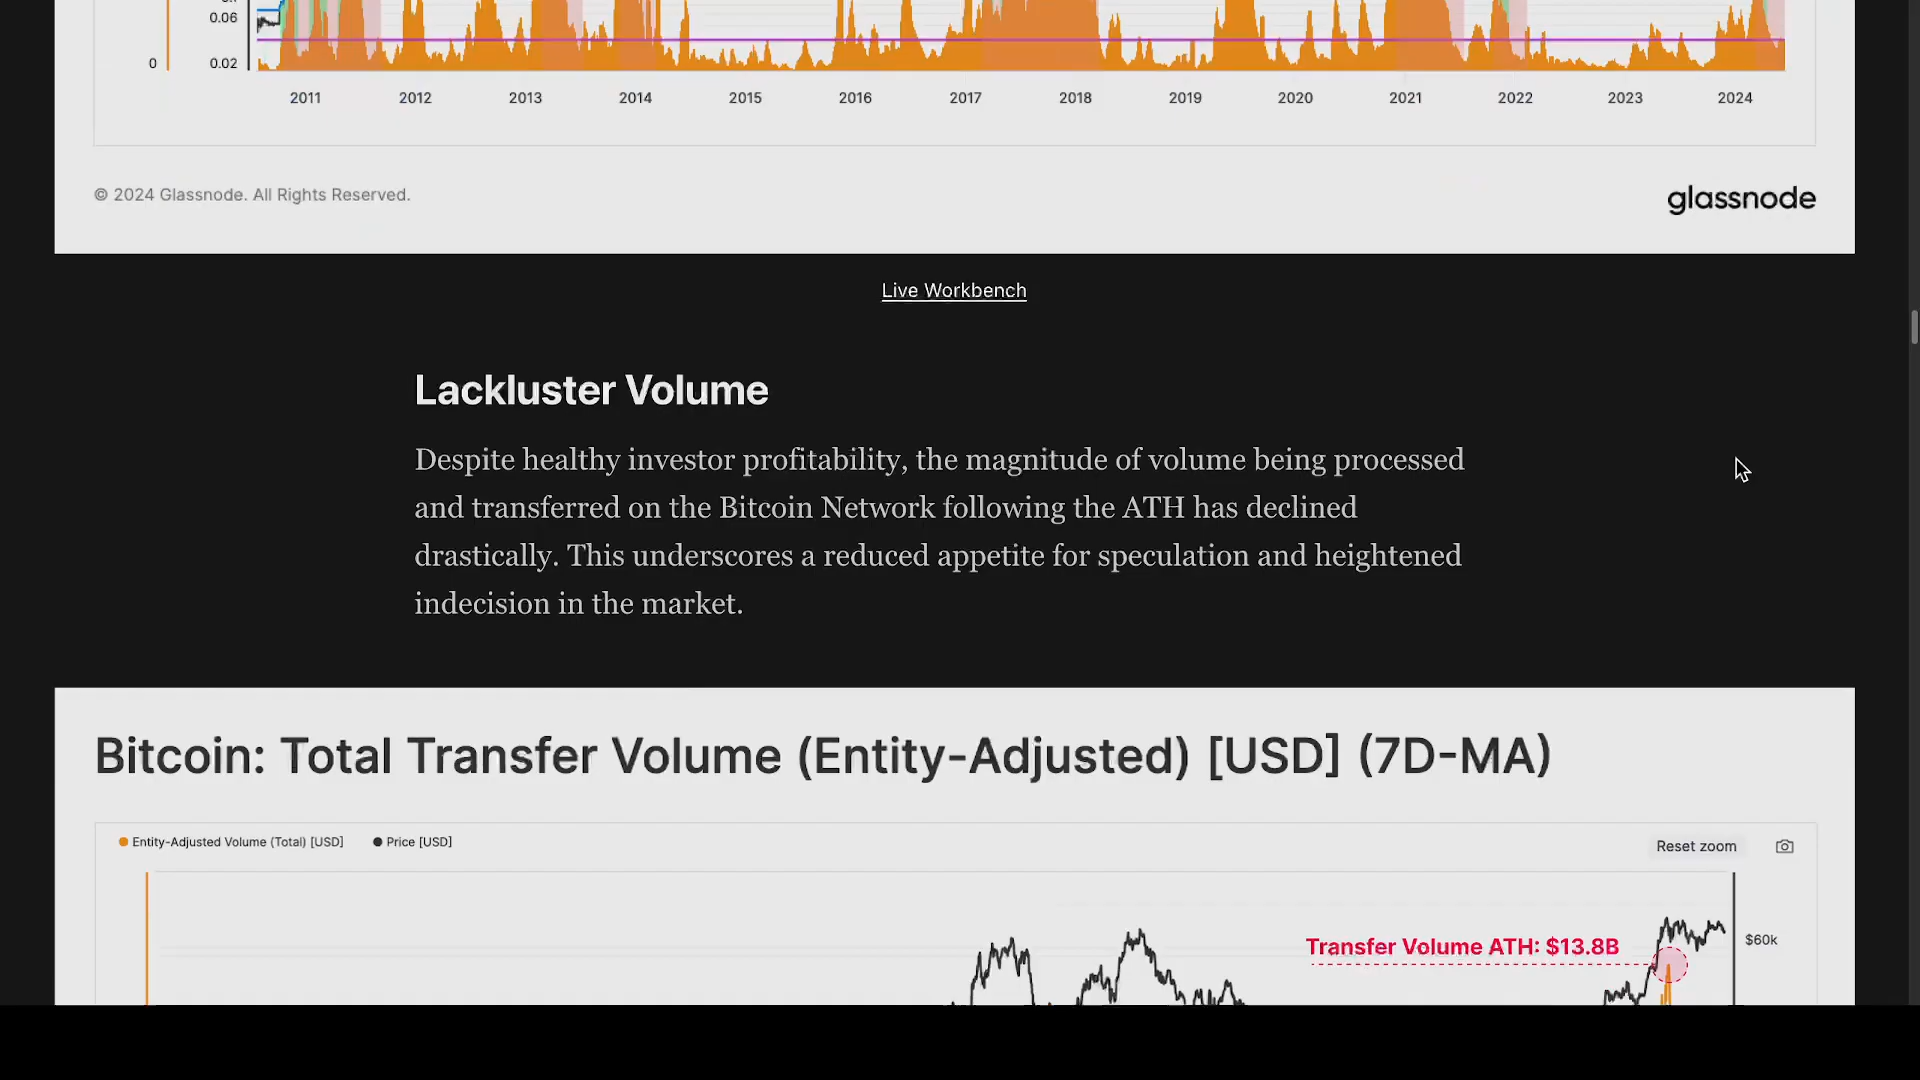 0.06
0
0.02
2011 2012 2013 2014 2015 2016 2017 2018 2019 2020 2021 2022 2023 2024
© 2024 Glassnode. All Rights Reserved.
glassnode
Live Workbench
Lackluster Volume
Despite healthy investor profitability, the magnitude of volume being processed
and transferred on the Bitcoin Network following the ATH has declined
drastically. This underscores a reduced appetite for speculation and heightened
indecision in the market.
Bitcoin: Total Transfer Volume (Entity-Adjusted) [USD] (7D-MA)
Entity-Adjusted Volume (Total) [USD] Price [USD]
Reset zoom
Transfer Volume ATH: $13.8B
$60k